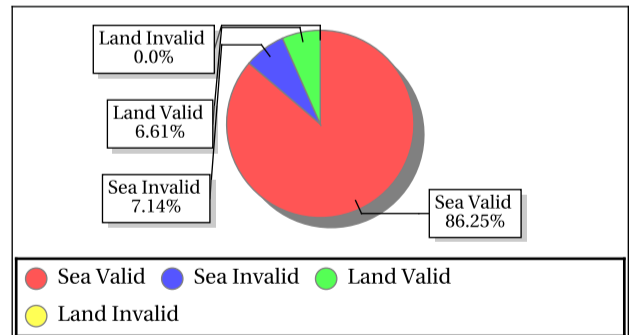 Land Invalid
0.0%
Land Valid
6.61%
Sea Invalid
7.14%
Sea Valid
86.25%
Sea Valid
Sea Invalid
Land Valid
Land Invalid